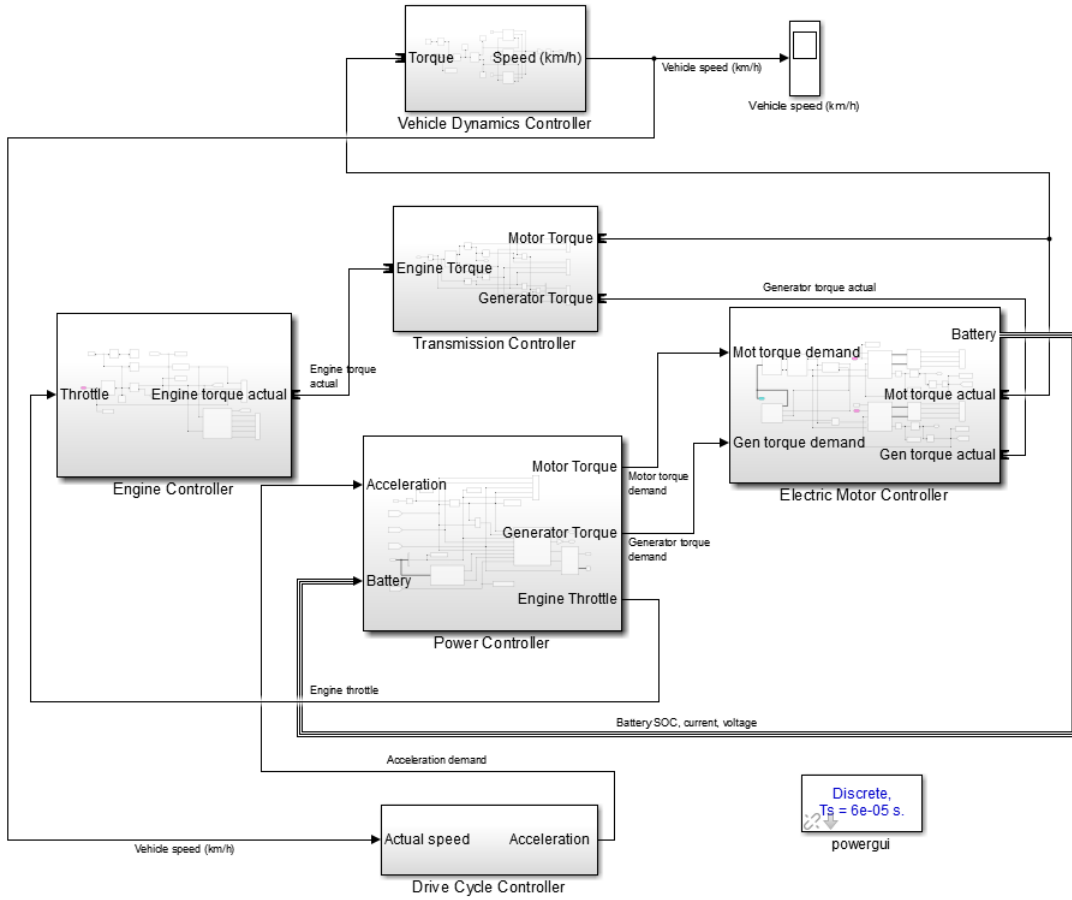 Torque
Speed (km/h)
Vehicle speed (km/h)
Vehicle speed (km/h)
Vehicle Dynamics Controller
Motor Torque
Engine Torque
Generator Torque
Generator torque actual
Transmission Controller
Engine torque
actual
Throttle
Engine torque actual
Engine Controller
Battery
Mot torque demand
Mot torque actual
Gen torque demand
Gen torque actual
Electric Motor Controller
Motor Torque
Motor torque
demand
Acceleration
Generator Torque
Generator torque
demand
Battery
Engine Throttle
Power Controller
Engine throttle
Battery SOC, current, voltage
Acceleration demand
Discrete,
Ts = 6e-05 s.
powergui
Actual speed
Acceleration
Vehicle speed (km/h)
Drive Cycle Controller